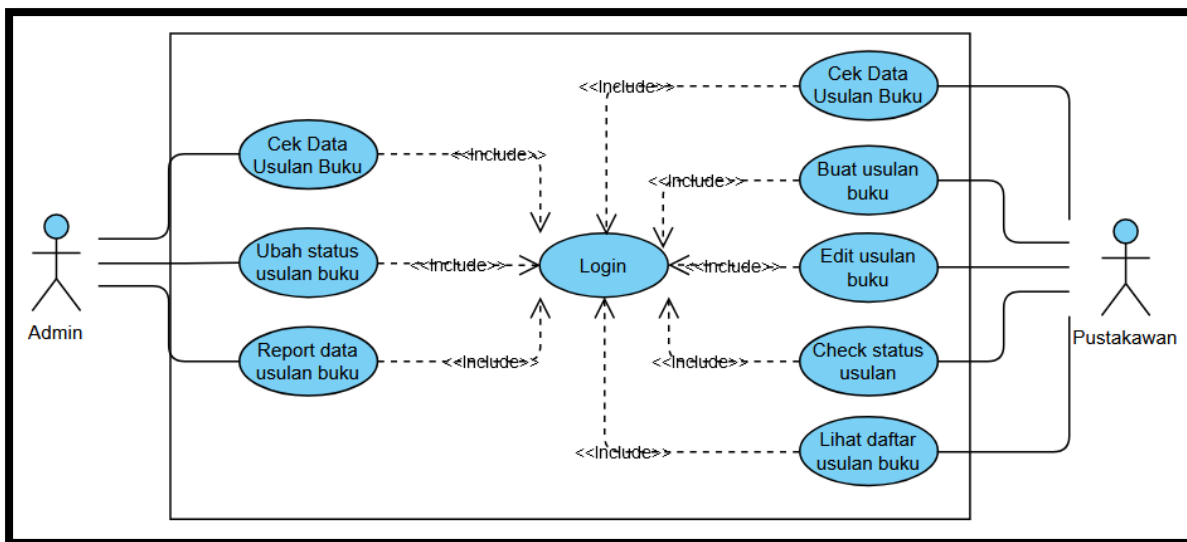 <<Include>>
Cek Data
Usulan Buku
Cek Data
Usulan Buku
<<Include>>
<<Include>>
Buat usulan
buku
Admin
Ubah status
usulan buku
<<Include>>
Login
<<Include>>
Edit usulan
buku
Pustakawan
Report data
usulan buku
<<Include>>
<<Include>>
Check status
usulan
<<Include>>
Lihat daftar
usulan buku